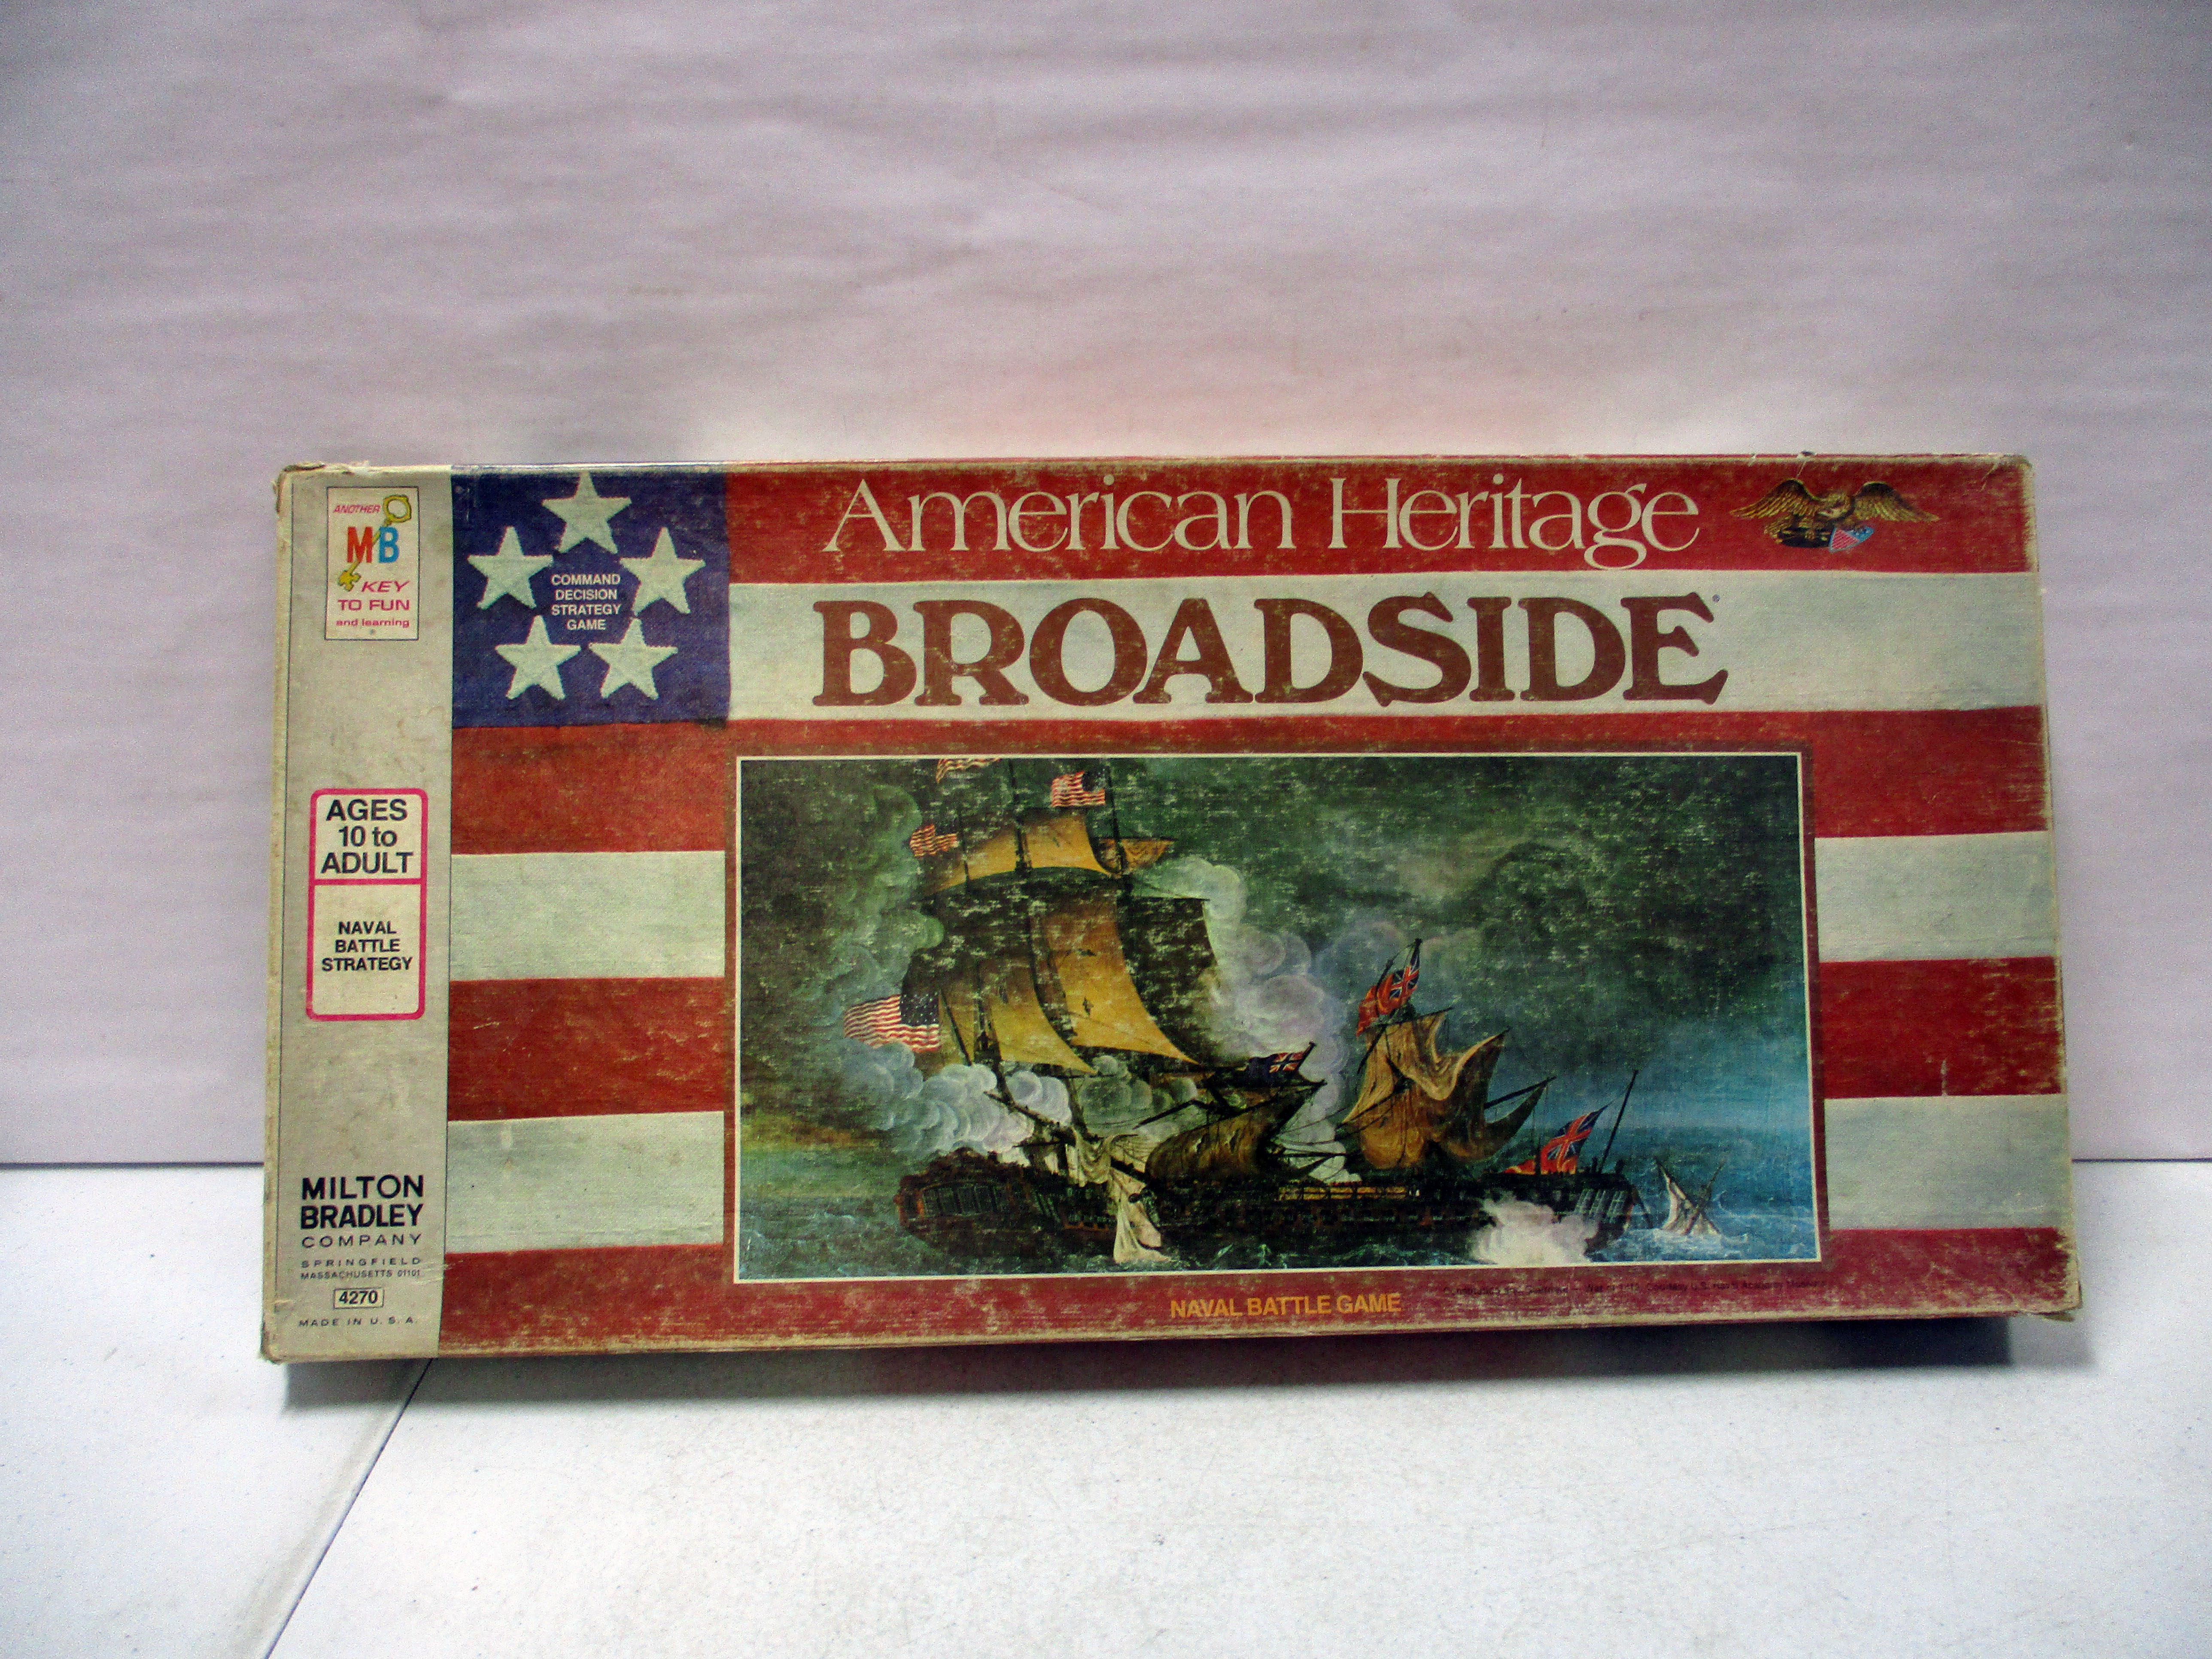 ANOTHER
MB
KEY
TO FUN
and learning
®
AGES
10 to
ADULT
NAVAL
BATTLE
STRATEGY
MILTON
BRADLEY
COMPANY
SPRINGFIELD
MASSACHUSETTS 01101
4270
MADE IN U.S.A.
COMMAND
DECISION
STRATEGY
GAME
American Heritage
BROADSIDE®
NAVAL BATTLE GAME